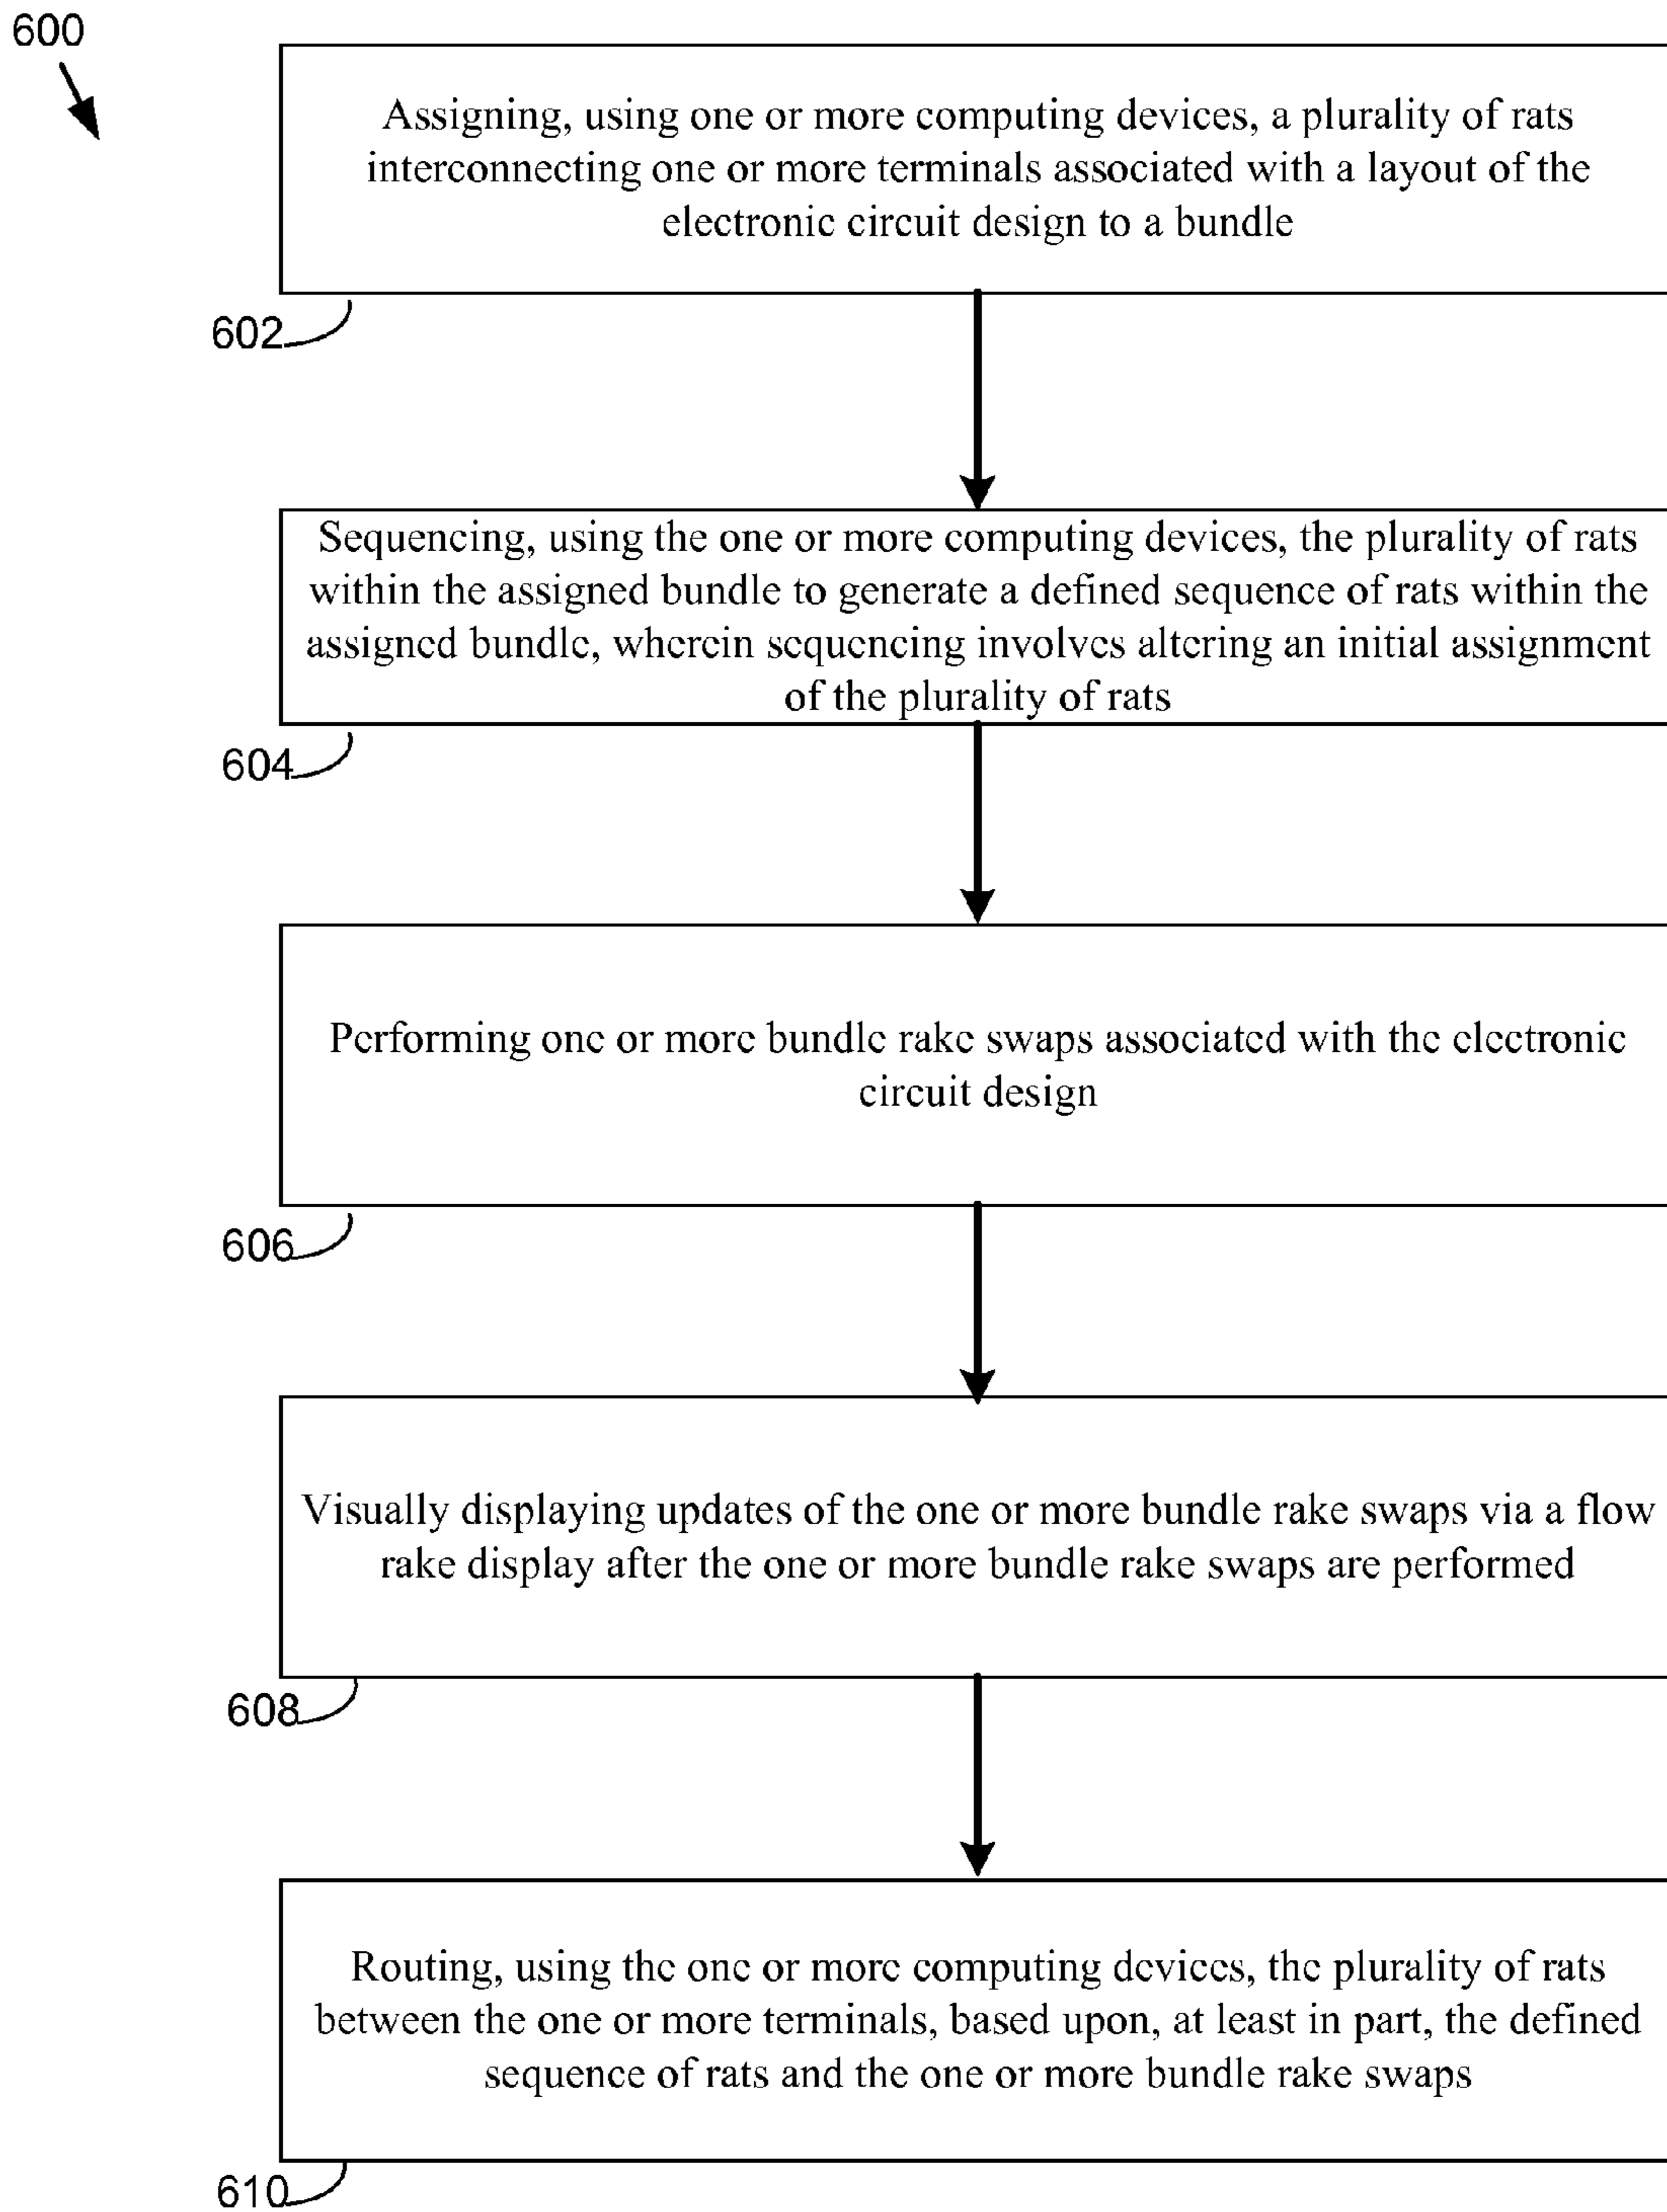 600
Assigning, using one or more computing devices, a plurality of rats
interconnecting one or more terminals associated with a layout of the
electronic circuit design to a bundle
602
Sequencing, using the one or more computing devices, the plurality of rats
within the assigned bundle to generate a defined sequence of rats within the
assigned bundle, wherein sequencing involves altering an initial assignment
of the plurality of rats
604
Performing one or more bundle rake swaps associated with the electronic
circuit design
606
Visually displaying updates of the one or more bundle rake swaps via a flow
rake display after the one or more bundle rake swaps are performed
608
Routing, using the one or more computing devices, the plurality of rats
between the one or more terminals, based upon, at least in part, the defined
sequence of rats and the one or more bundle rake swaps
610